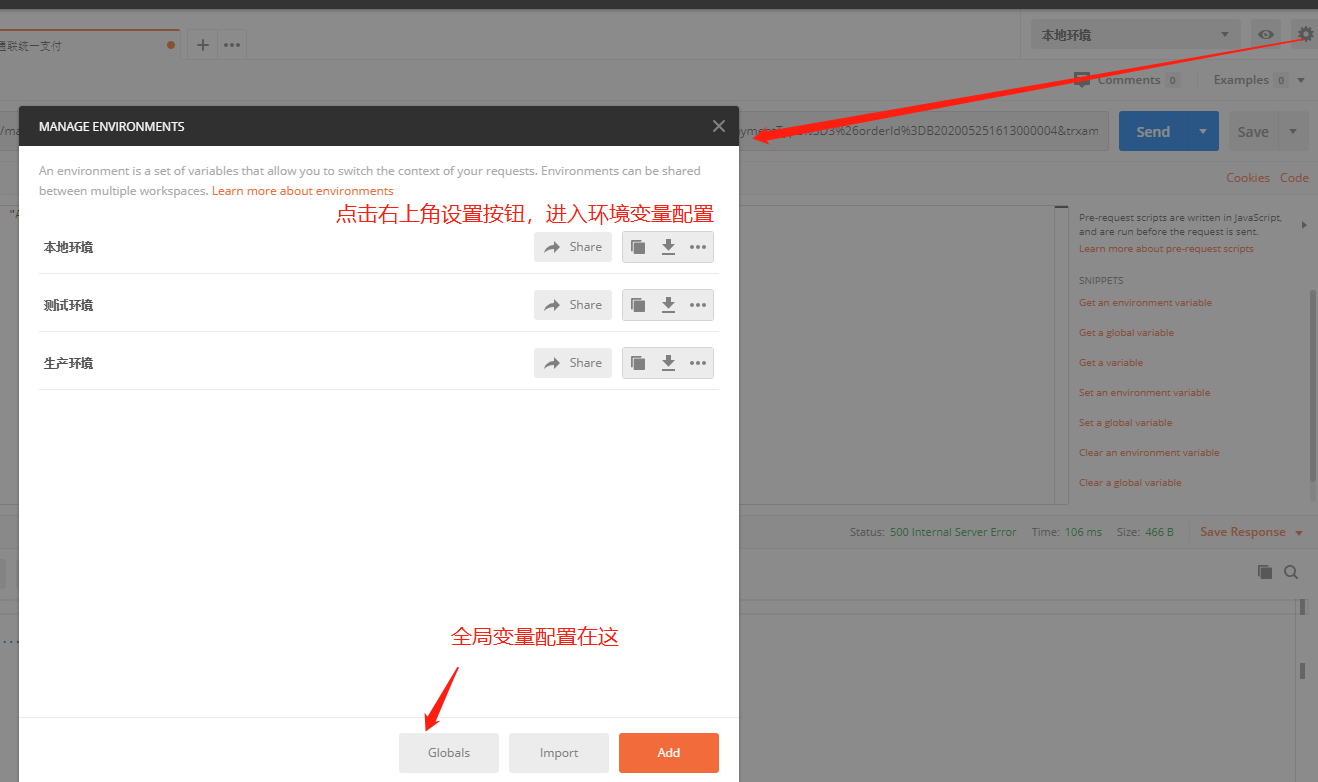 通联统一支付
本地环境
Comments 0
Examples 0
MANAGE ENVIRONMENTS
%26orderId%3DB202005251613000004&trxam
Send
Save
An environment is a set of variables that allow you to switch the context of your requests. Environments can be shared
between multiple workspaces. Learn more about environments
Cookies Code
点击右上角设置按钮，进入环境变量配置
本地环境
Share
测试环境
Share
生产环境
Share
Pre-request scripts are written in JavaScript,
and are run before the request is sent.
Learn more about pre-request scripts
SNIPPETS
Get an environment variable
Get a global variable
Get a variable
Set an environment variable
Set a global variable
Clear an environment variable
Clear a global variable
Status: 500 Internal Server Error Time: 106 ms Size: 466 B
Save Response
全局变量配置在这
Globals
Import
Add